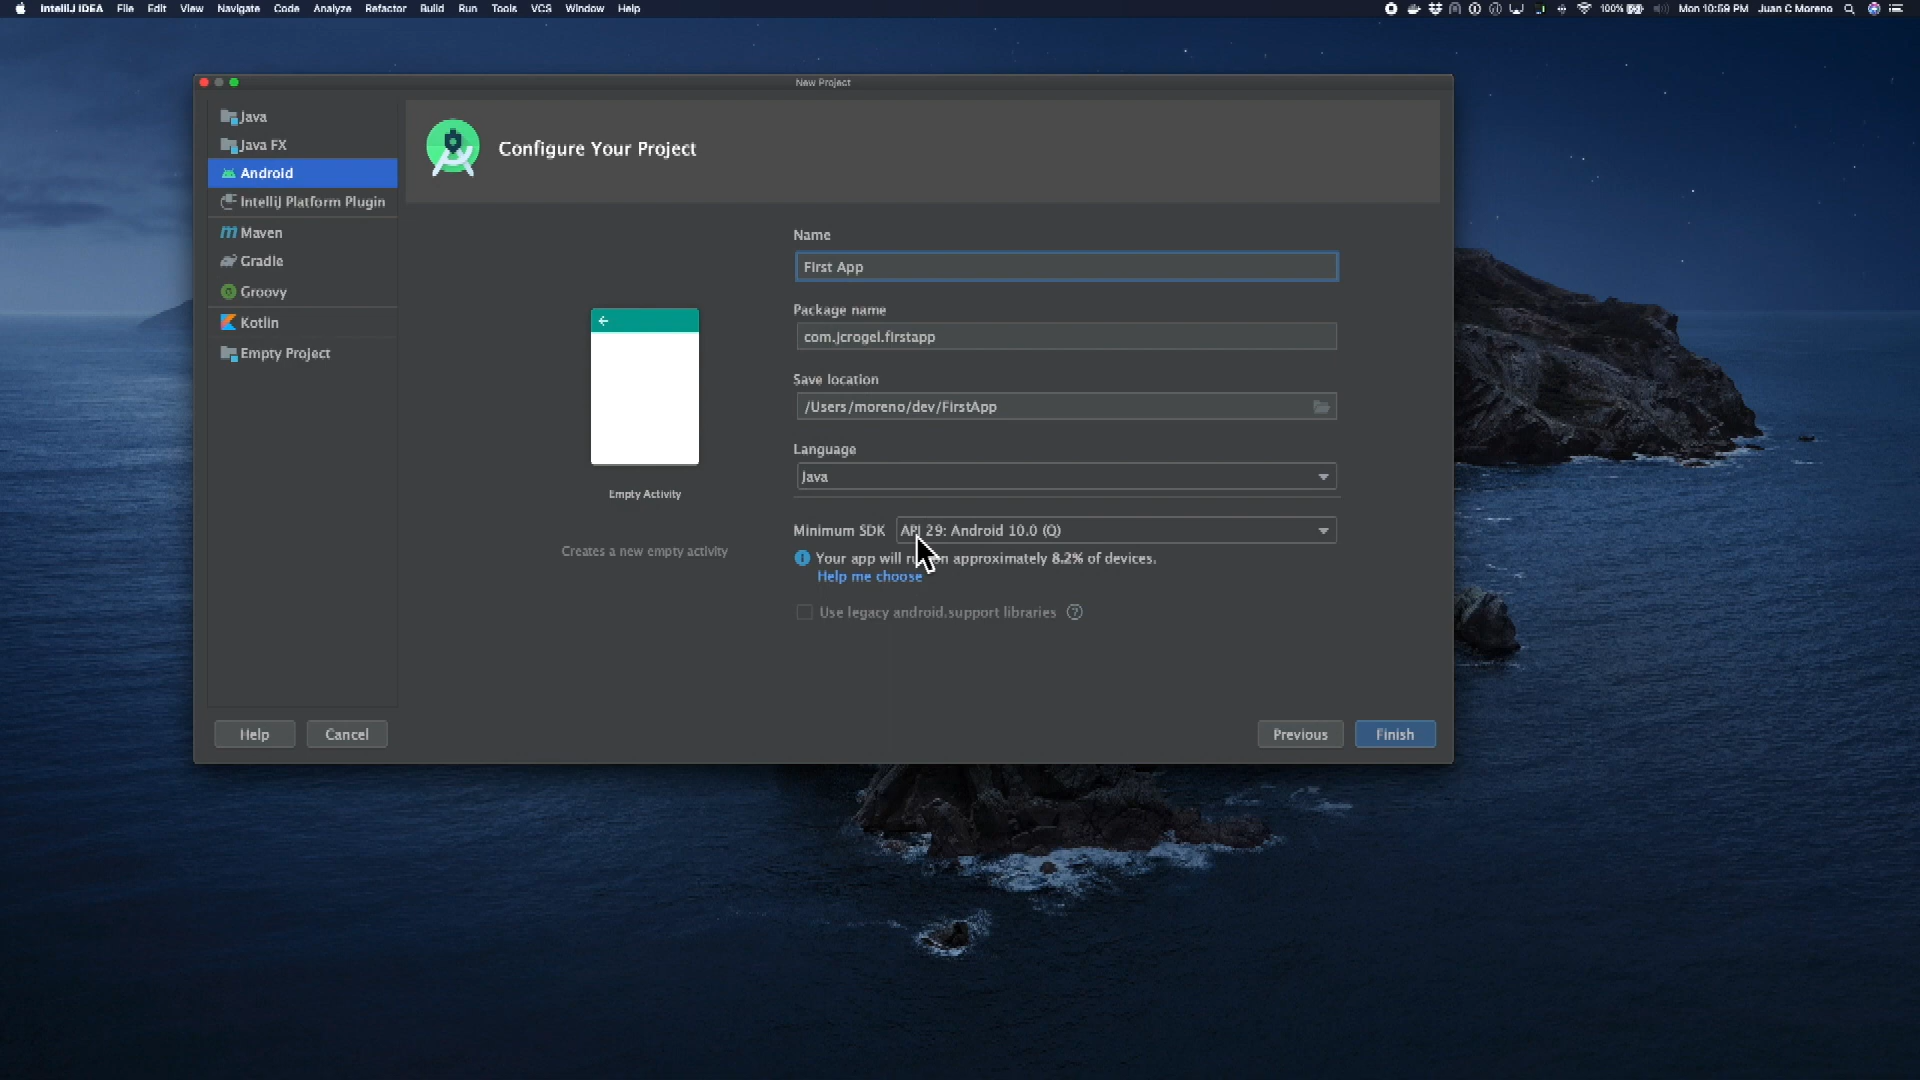 IntelliJ IDEA File Edit View Navigate Code Analyze Refactor Build Run Tools VCS Window Help
100% Mon 10:59 PM Juan C Moreno
New Project
Java
Java FX
Android
IntelliJ Platform Plugin
Maven
Gradle
Groovy
Kotlin
Empty Project
Configure Your Project
Name
First App
Package name
com.jcrogel.firstapp
Save location
/Users/moreno/dev/FirstApp
Language
Java
Empty Activity
Creates a new empty activity
Minimum SDK API 29: Android 10.0 (Q)
Your app will run on approximately 8.2% of devices.
Help me choose
Use legacy android.support libraries ?
Help Cancel Previous Finish